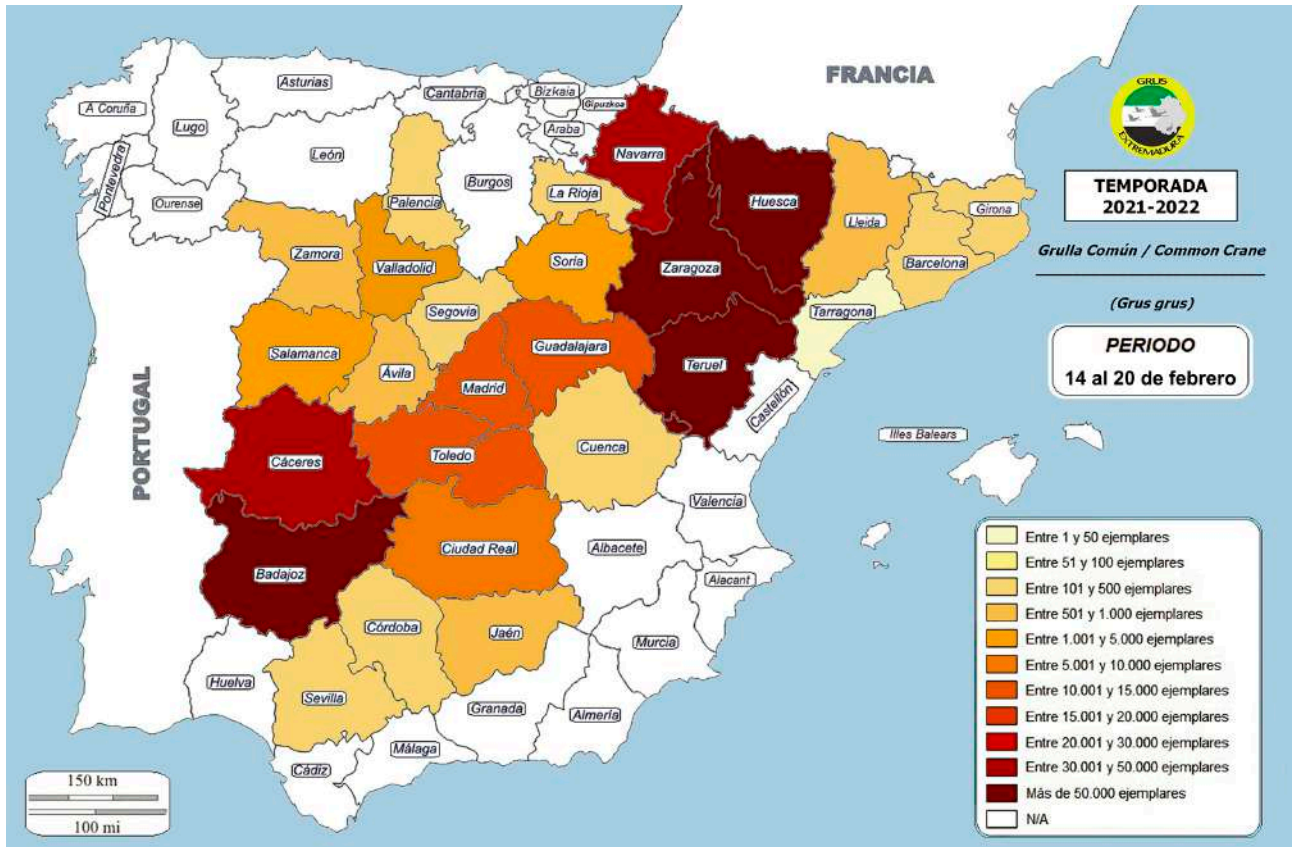 FRANCIA
GRUS
EXTREMADURA
TEMPORADA
2021-2022
Grulla Común / Common Crane
(Grus grus)
PERIODO
14 al 20 de febrero
A Coruña
Lugo
Asturias
Cantabria
Bizkaia
Gipuzkoa
Araba
Navarra
Pontevedra
Ourense
León
Palencia
Burgos
La Rioja
Huesca
Lleida
Girona
Barcelona
Zamora
Valladolid
Soria
Zaragoza
Tarragona
Segovia
Salamanca
Ávila
Madrid
Guadalajara
Teruel
Castellón
PORTUGAL
Cáceres
Toledo
Cuenca
Illes Balears
Valencia
Badajoz
Ciudad Real
Albacete
Alacant
Córdoba
Jaén
Murcia
Huelva
Sevilla
Granada
Almería
Málaga
Cádiz
150 km
100 mi
Entre 1 y 50 ejemplares
Entre 51 y 100 ejemplares
Entre 101 y 500 ejemplares
Entre 501 y 1.000 ejemplares
Entre 1.001 y 5.000 ejemplares
Entre 5.001 y 10.000 ejemplares
Entre 10.001 y 15.000 ejemplares
Entre 15.001 y 20.000 ejemplares
Entre 20.001 y 30.000 ejemplares
Entre 30.001 y 50.000 ejemplares
Más de 50.000 ejemplares
N/A